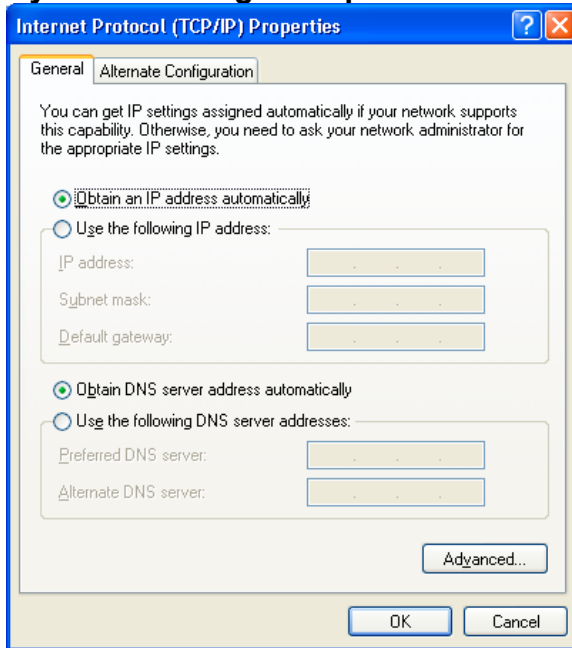 Internet Protocol (TCP/IP) Properties
General Alternate Configuration
You can get IP settings assigned automatically if your network supports
this capability. Otherwise, you need to ask your network administrator for
the appropriate IP settings.
Obtain an IP address automatically
Use the following IP address:
IP address:
Subnet mask:
Default gateway:
Obtain DNS server address automatically
Use the following DNS server addresses:
Preferred DNS server:
Alternate DNS server:
Advanced...
OK Cancel